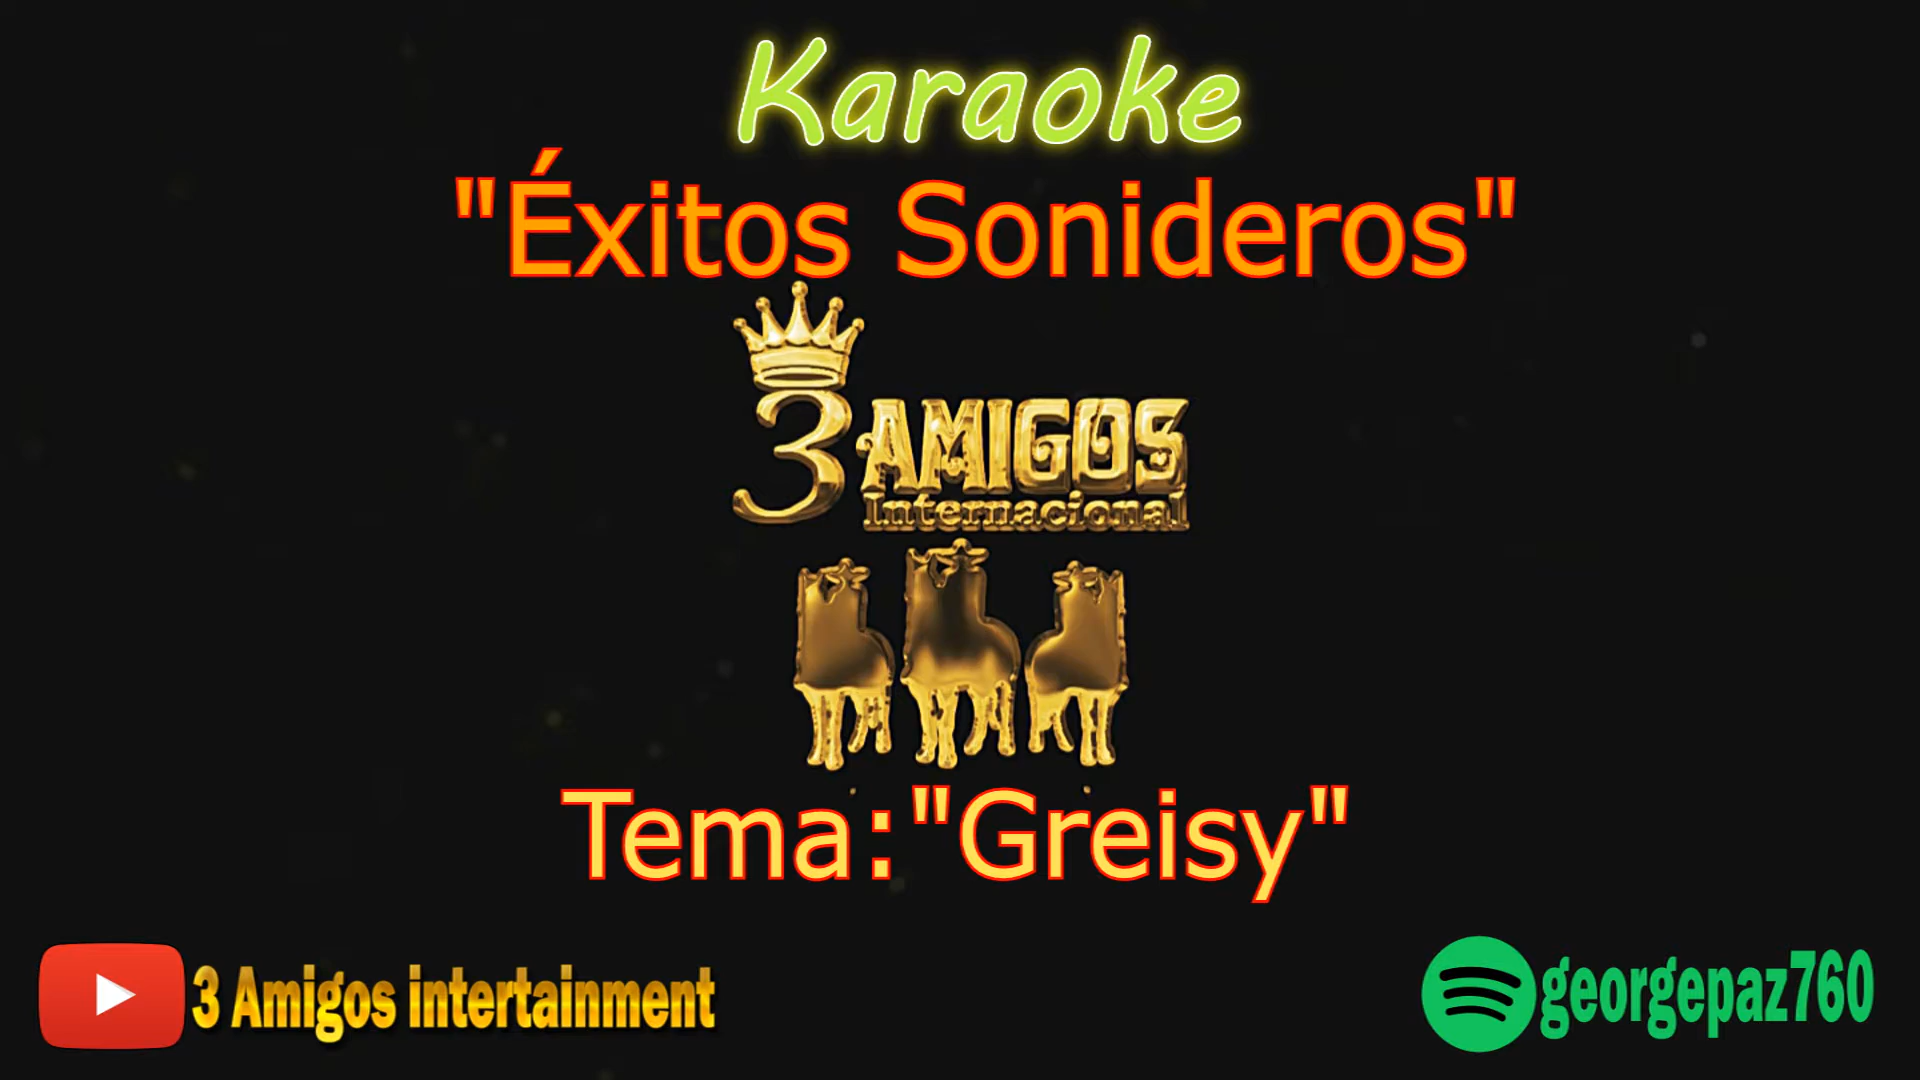 Karaoke
"Éxitos Sonideros"
3 AMIGOS
Internacional
Tema:"Greisy"
3 Amigos intertainment
georgepaz760